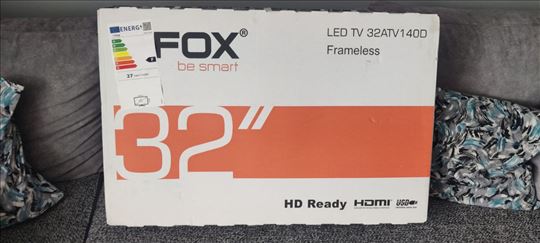 ENERG
FOX®
be smart
LED TV 32ATV140D
Frameless
32"
HD Ready
HDMI
USB